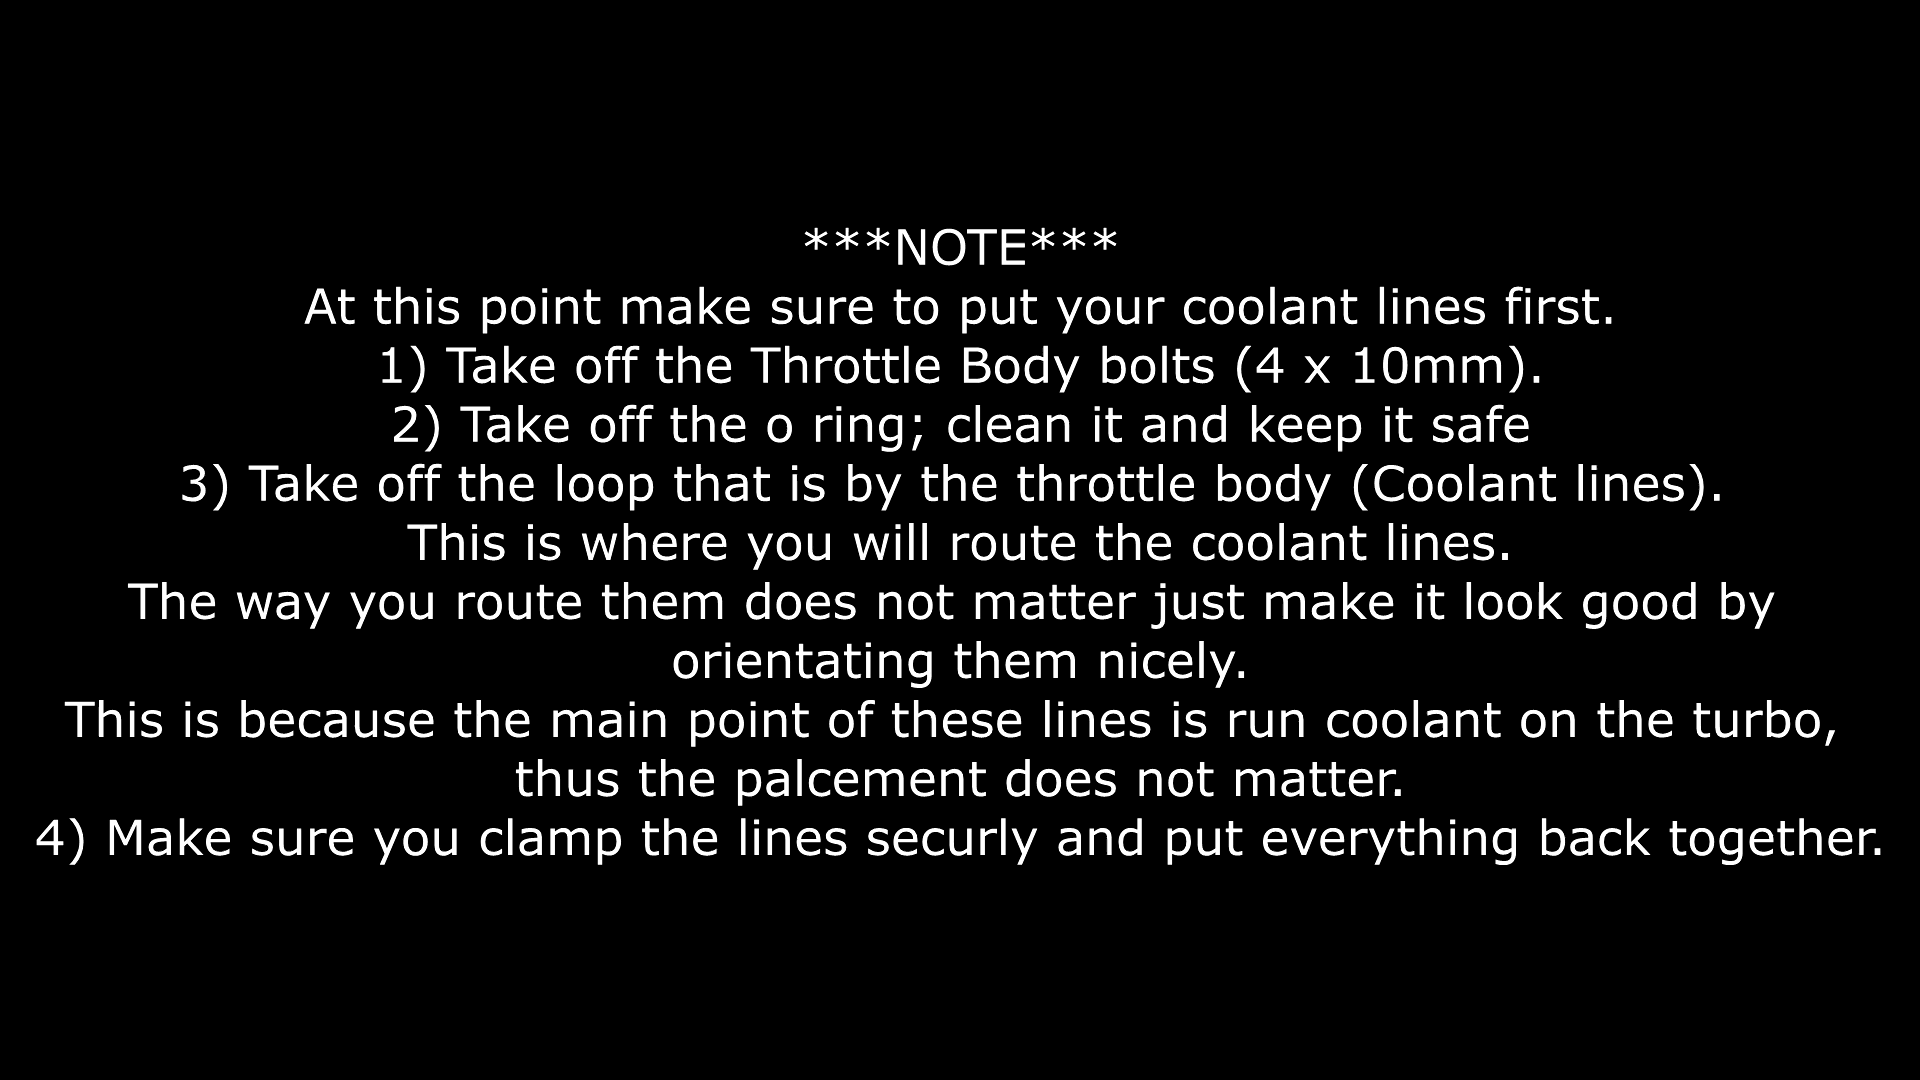 ***NOTE***
At this point make sure to put your coolant lines first.
1) Take off the Throttle Body bolts (4 x 10mm).
2) Take off the o ring; clean it and keep it safe
3) Take off the loop that is by the throttle body (Coolant lines).
This is where you will route the coolant lines.
The way you route them does not matter just make it look good by
orientating them nicely.
This is because the main point of these lines is run coolant on the turbo,
thus the palcement does not matter.
4) Make sure you clamp the lines securly and put everything back together.